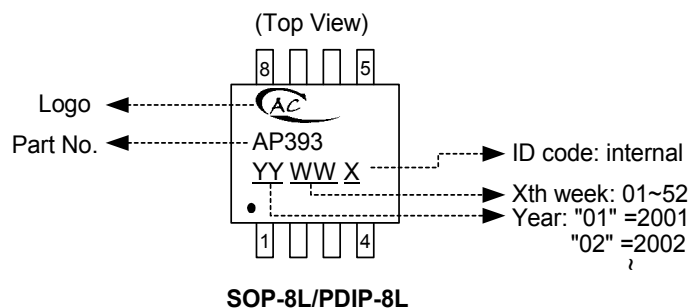 (Top View)
8 5
Logo
AC
Part No.
AP393
YY WW X
ID code: internal
Xth week: 01~52
Year: "01" =2001
"02" =2002
~
1 4
SOP-8L/PDIP-8L